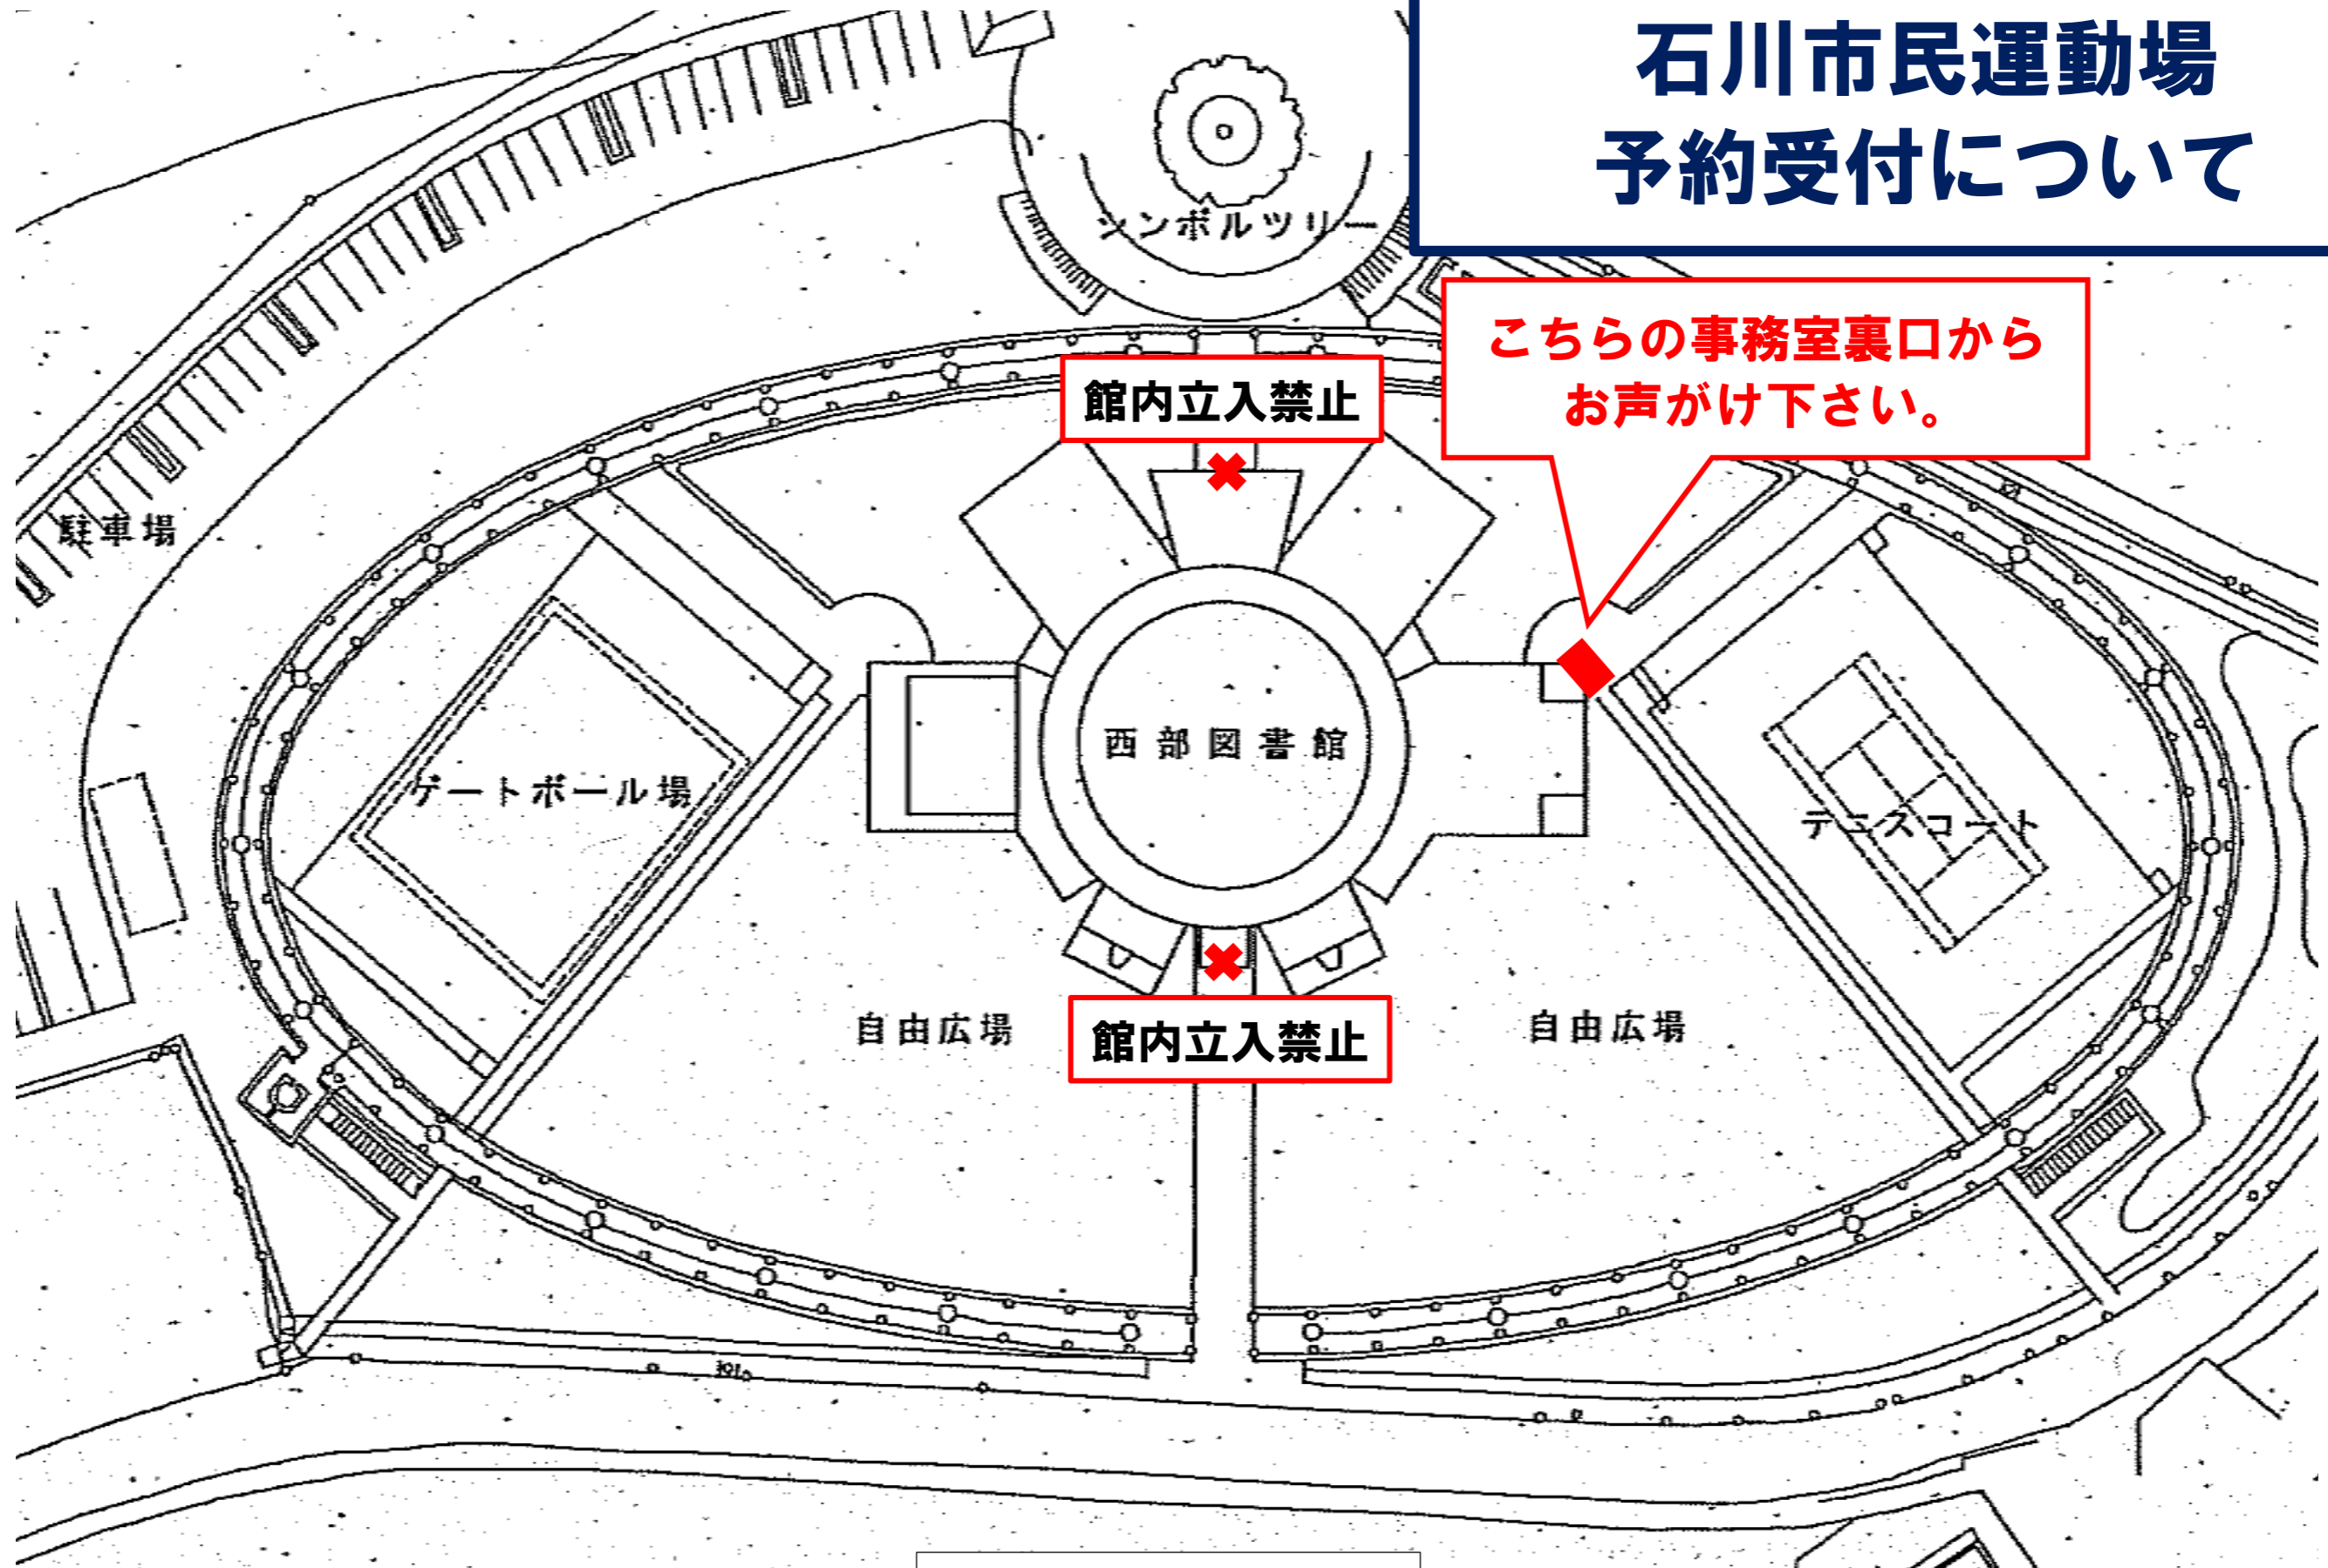 石川市民運動場
予約受付について
シンボルツリー
こちらの事務室裏口から
お声がけ下さい。
館内立入禁止
駐車場
西部図書館
ゲートボール場
テニスコート
自由広場
館内立入禁止
自由広場